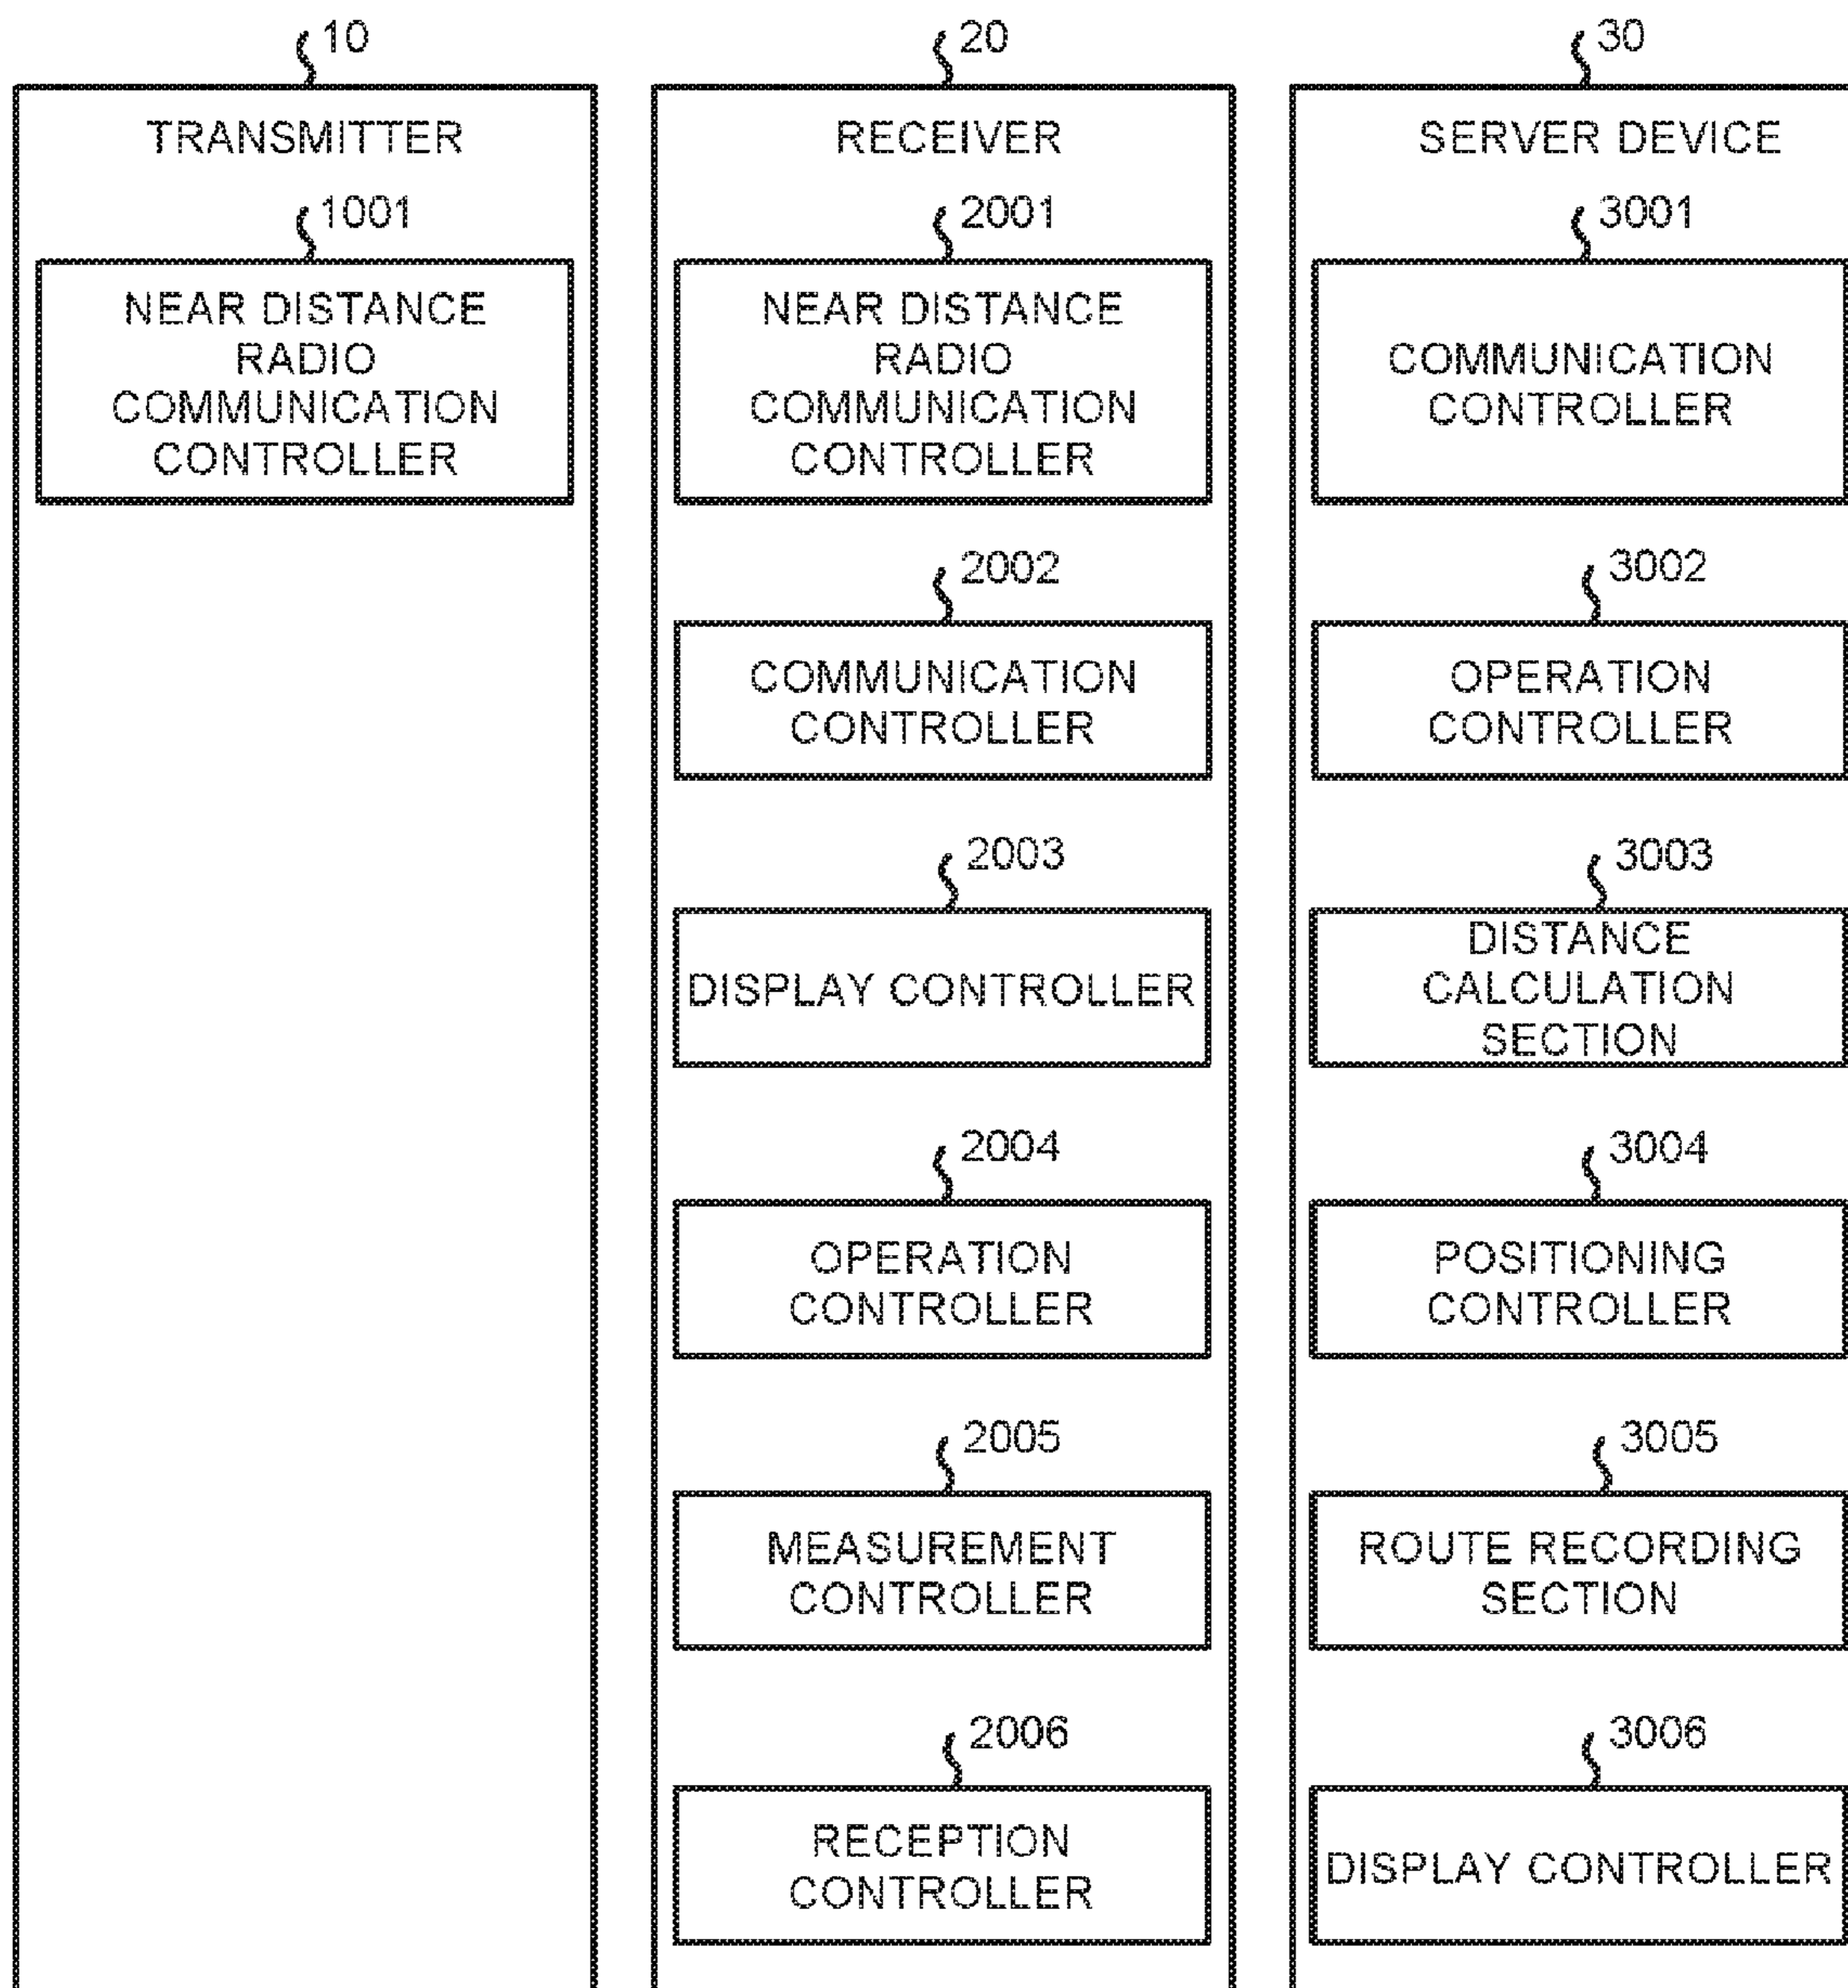 10
TRANSMITTER
1001
NEAR DISTANCE
RADIO
COMMUNICATION
CONTROLLER
20
RECEIVER
2001
NEAR DISTANCE
RADIO
COMMUNICATION
CONTROLLER
2002
COMMUNICATION
CONTROLLER
2003
DISPLAY CONTROLLER
2004
OPERATION
CONTROLLER
2005
MEASUREMENT
CONTROLLER
2006
RECEPTION
CONTROLLER
30
SERVER DEVICE
3001
COMMUNICATION
CONTROLLER
3002
OPERATION
CONTROLLER
3003
DISTANCE
CALCULATION
SECTION
3004
POSITIONING
CONTROLLER
3005
ROUTE RECORDING
SECTION
3006
DISPLAY CONTROLLER